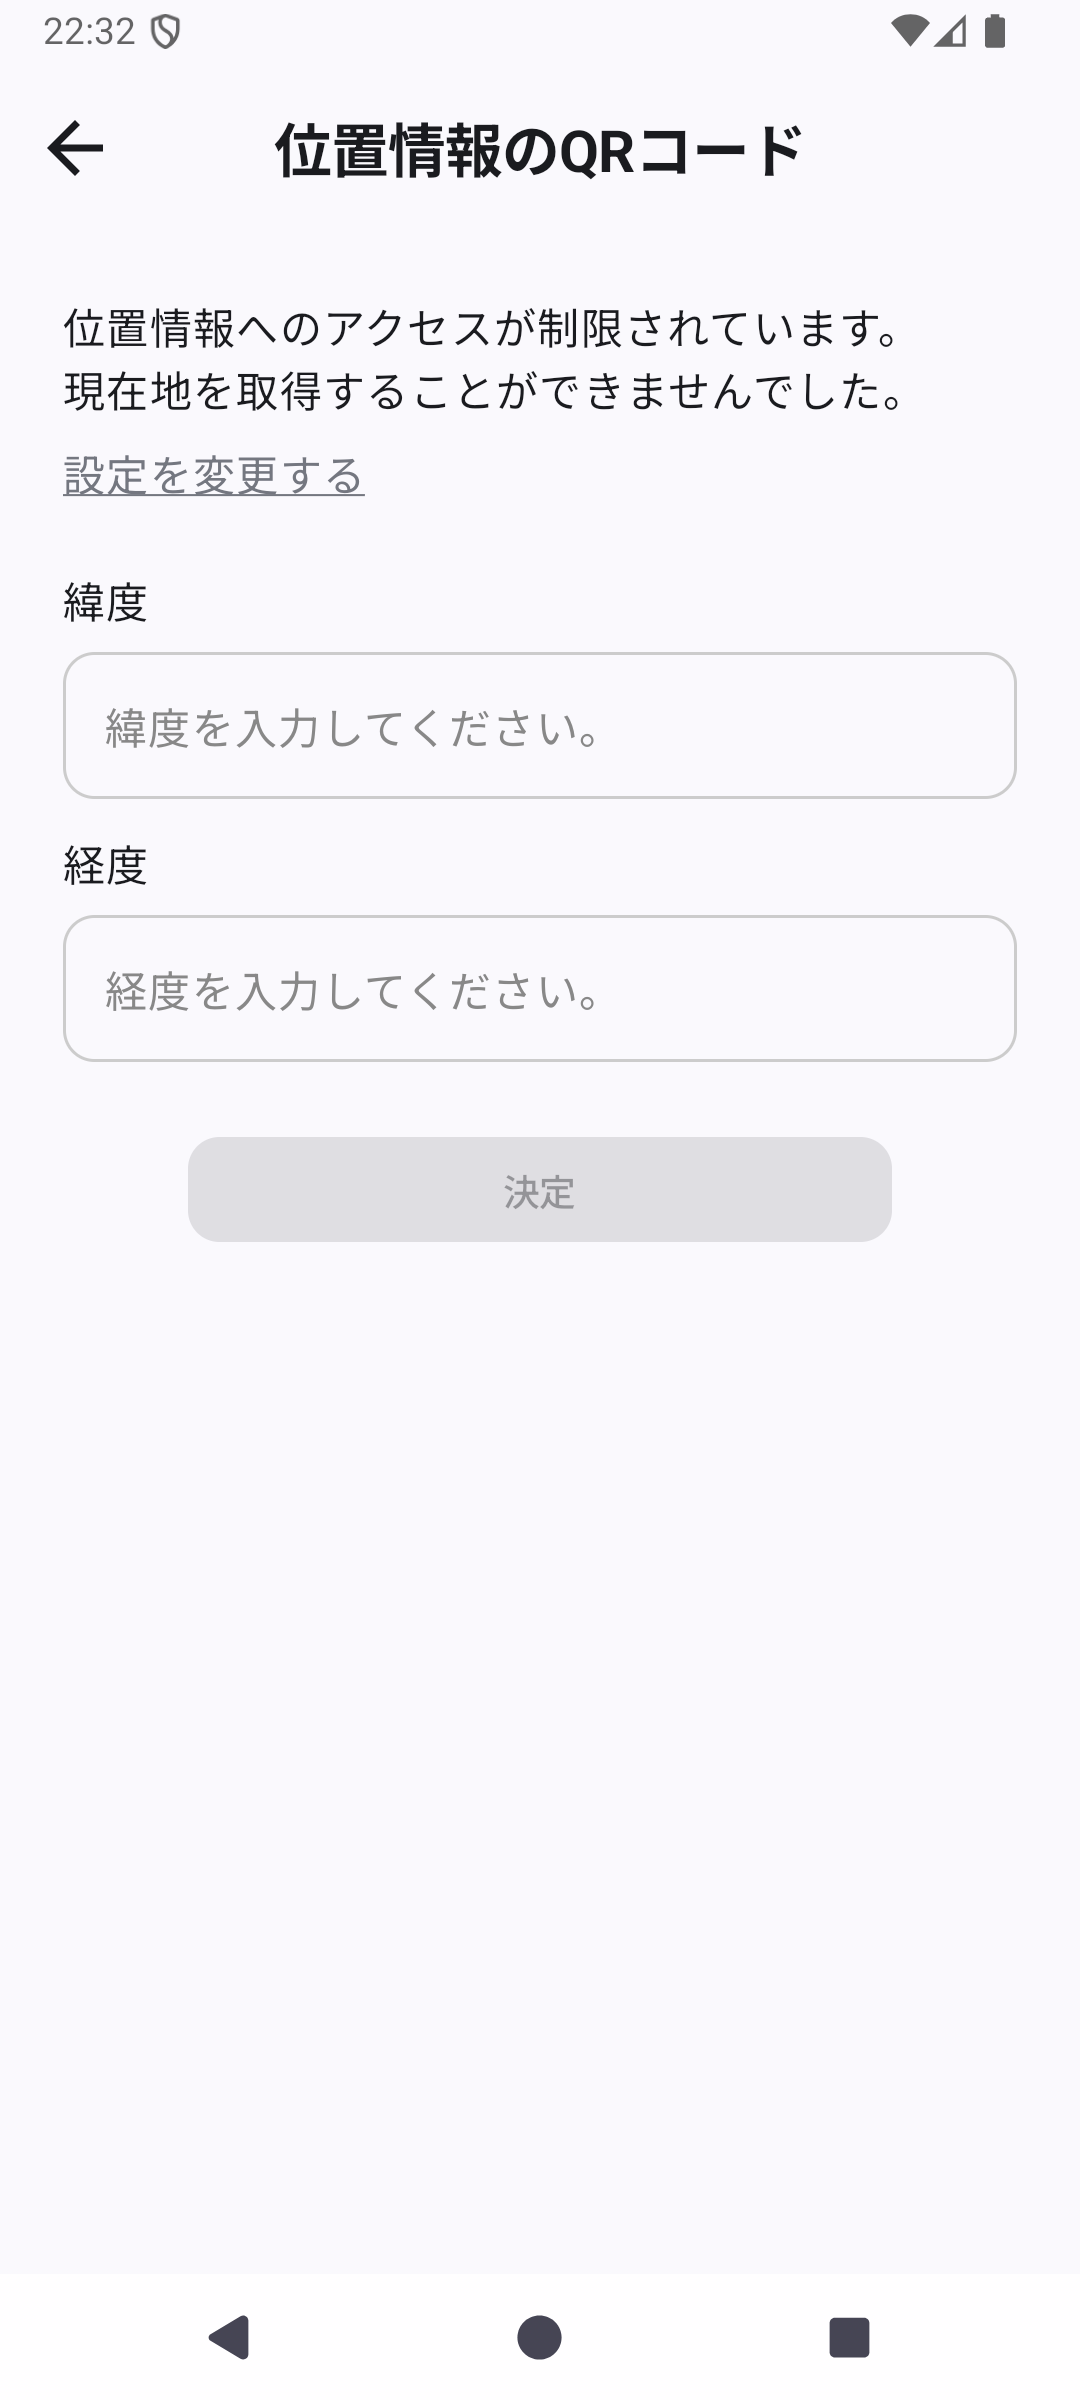 22:32
位置情報のQRコード
位置情報へのアクセスが制限されています。
現在地を取得することができませんでした。
設定を変更する
緯度
緯度を入力してください。
経度
経度を入力してください。
決定